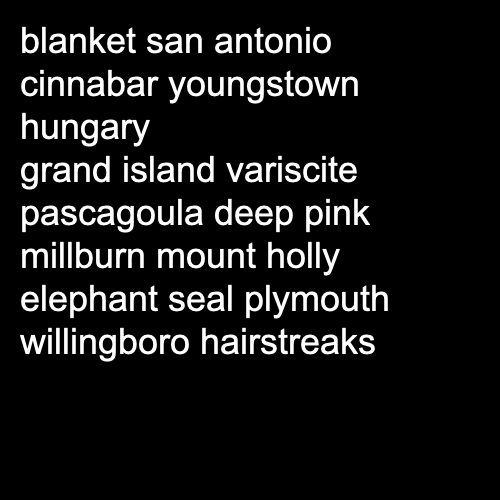 blanket san antonio
cinnabar youngstown
hungary
grand island variscite
pascagoula deep pink
millburn mount holly
elephant seal plymouth
willingboro hairstreaks